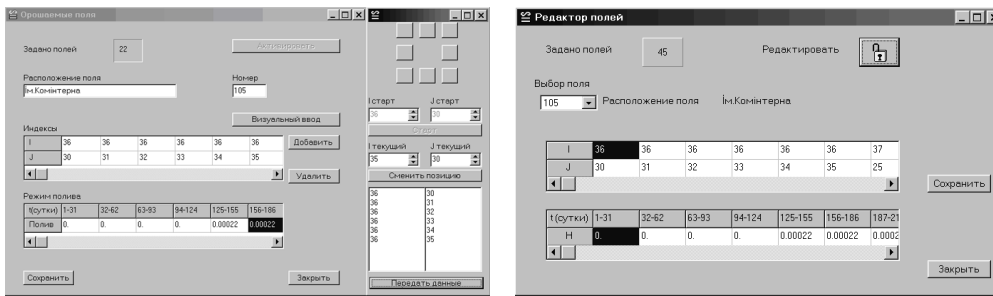 Орошаемые поля
Задано полей 22 Активировать
Расположение поля Номер
ім.Комінтерна 105
Визуальный ввод
Индексы
I 36 36 36 36 36 36 Добавить
J 30 31 32 33 34 35
Удалить
Режим полива
t(сутки) 1-31 32-62 63-93 94-124 125-155 156-186
Полив 0. 0. 0. 0. 0.00022 0.00022
Сохранить Закрыть
I старт J старт
36 30
Старт
I текущий J текущий
35 30
Сменить позицию
36 30
36 31
36 32
36 33
36 34
36 35
Передать данные
Редактор полей
Задано полей 45 Редактировать
Выбор поля
105 Расположение поля ім.Комінтерна
I 36 36 36 36 36 36 37
J 30 31 32 33 34 35 25
Сохранить
t(сутки) 1-31 32-62 63-93 94-124 125-155 156-186 187-21
H 0. 0. 0. 0. 0.00022 0.00022 0.0002
Закрыть